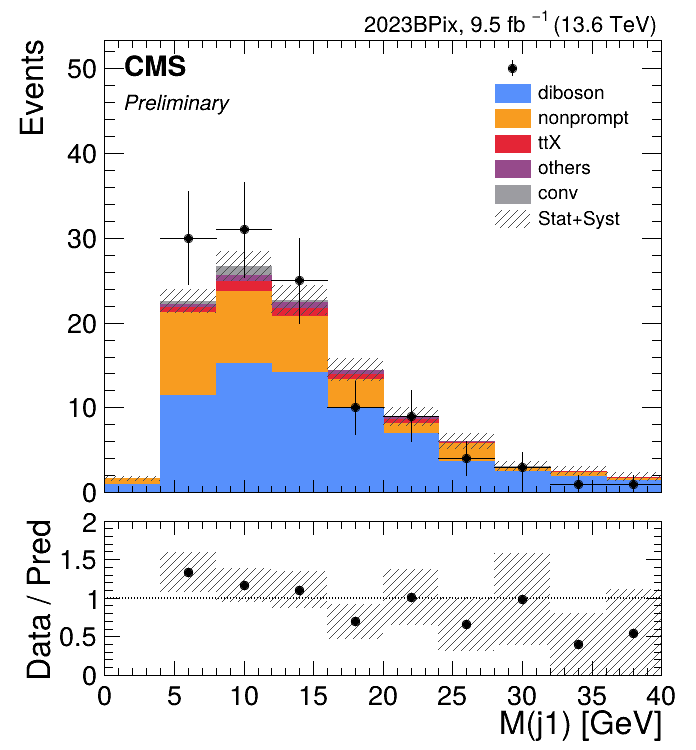 2023BPix, 9.5 fb⁻¹ (13.6 TeV)
CMS
Preliminary
diboson
nonprompt
ttX
others
conv
Stat+Syst
Events
50
40
30
20
10
0
Data / Pred
2
1.5
1
0.5
0
0 5 10 15 20 25 30 35 40
M(j1) [GeV]